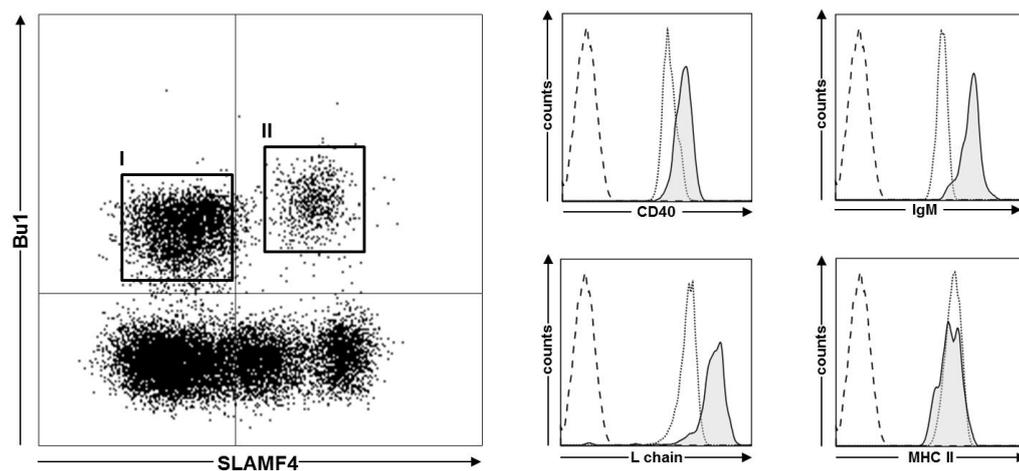 Bu1
I
II
SLAMF4
counts
CD40
counts
IgM
counts
L chain
counts
MHC II